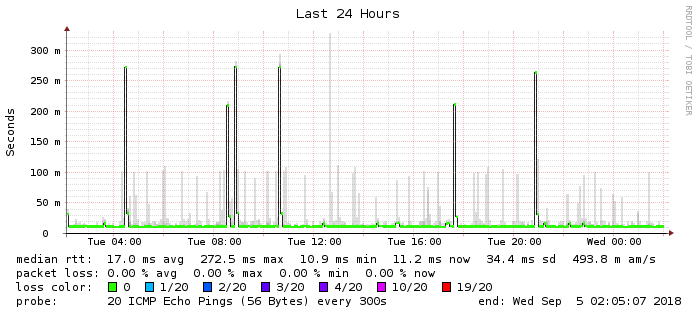 Last 24 Hours
RRDTOOL / TOBI OETIKER
Seconds
300 m
250 m
200 m
150 m
100 m
50 m
0
Tue 04:00 Tue 08:00 Tue 12:00 Tue 16:00 Tue 20:00 Wed 00:00
median rtt: 17.0 ms avg 272.5 ms max 10.9 ms min 11.2 ms now 34.4 ms sd 493.8 m am/s
packet loss: 0.00 % avg 0.00 % max 0.00 % min 0.00 % now
loss color: 0 1/20 2/20 3/20 4/20 10/20 19/20
probe: 20 ICMP Echo Pings (56 Bytes) every 300s end: Wed Sep 5 02:05:07 2018